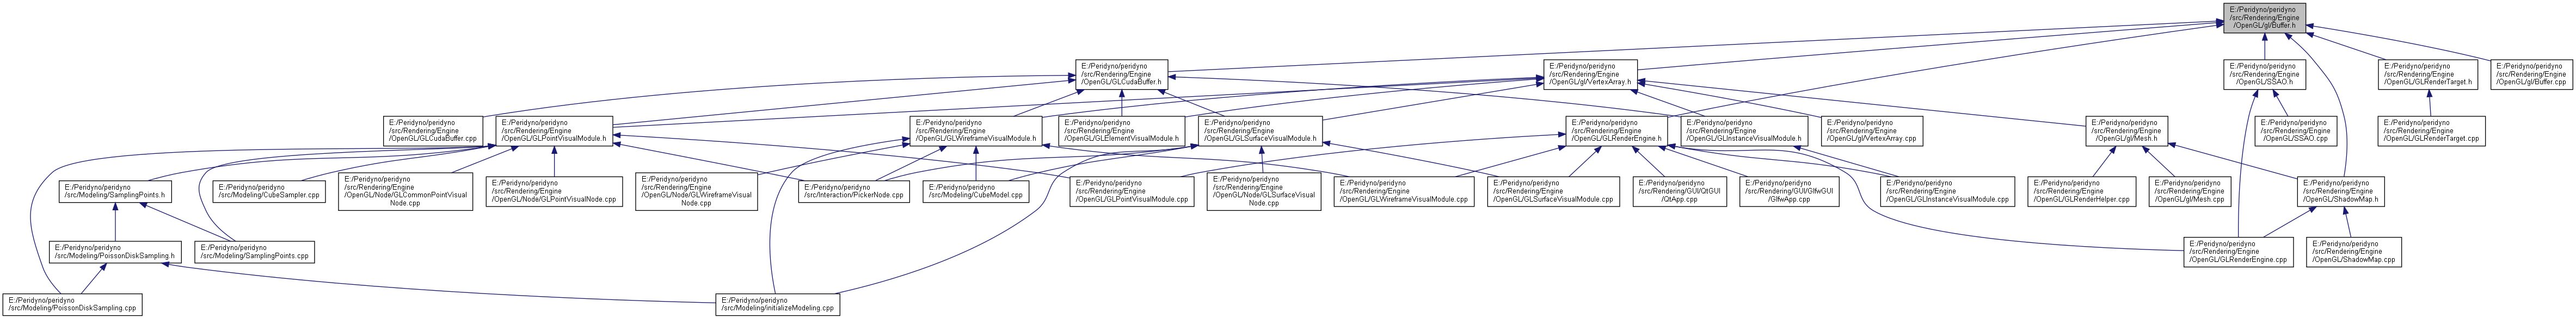 E:/Peridyno/peridyno
/src/Rendering/Engine
/OpenGL/gl/Buffer.h
E:/Peridyno/peridyno
/src/Rendering/Engine
/OpenGL/GLCudaBuffer.h
E:/Peridyno/peridyno
/src/Rendering/Engine
/OpenGL/gl/VertexArray.h
E:/Peridyno/peridyno
/src/Rendering/Engine
/OpenGL/SSAO.h
E:/Peridyno/peridyno
/src/Rendering/Engine
/OpenGL/GLRenderTarget.h
E:/Peridyno/peridyno
/src/Rendering/Engine
/OpenGL/gl/Buffer.cpp
E:/Peridyno/peridyno
/src/Rendering/Engine
/OpenGL/GLCudaBuffer.cpp
E:/Peridyno/peridyno
/src/Rendering/Engine
/OpenGL/GLPointVisualModule.h
E:/Peridyno/peridyno
/src/Rendering/Engine
/OpenGL/GLWireframeVisualModule.h
E:/Peridyno/peridyno
/src/Rendering/Engine
/OpenGL/GLElementVisualModule.h
E:/Peridyno/peridyno
/src/Rendering/Engine
/OpenGL/GLSurfaceVisualModule.h
E:/Peridyno/peridyno
/src/Rendering/Engine
/OpenGL/GLRenderEngine.h
E:/Peridyno/peridyno
/src/Rendering/Engine
/OpenGL/GLInstanceVisualModule.h
E:/Peridyno/peridyno
/src/Rendering/Engine
/OpenGL/gl/VertexArray.cpp
E:/Peridyno/peridyno
/src/Rendering/Engine
/OpenGL/gl/Mesh.h
E:/Peridyno/peridyno
/src/Rendering/Engine
/OpenGL/SSAO.cpp
E:/Peridyno/peridyno
/src/Rendering/Engine
/OpenGL/GLRenderTarget.cpp
E:/Peridyno/peridyno
/src/Modeling/SamplingPoints.h
E:/Peridyno/peridyno
/src/Modeling/CubeSampler.cpp
E:/Peridyno/peridyno
/src/Rendering/Engine
/OpenGL/Node/GLCommonPointVisual
Node.cpp
E:/Peridyno/peridyno
/src/Rendering/Engine
/OpenGL/Node/GLPointVisualNode.cpp
E:/Peridyno/peridyno
/src/Rendering/Engine
/OpenGL/Node/GLWireframeVisual
Node.cpp
E:/Peridyno/peridyno
/src/Interaction/PickerNode.cpp
E:/Peridyno/peridyno
/src/Modeling/CubeModel.cpp
E:/Peridyno/peridyno
/src/Rendering/Engine
/OpenGL/GLPointVisualModule.cpp
E:/Peridyno/peridyno
/src/Rendering/Engine
/OpenGL/Node/GLSurfaceVisual
Node.cpp
E:/Peridyno/peridyno
/src/Rendering/Engine
/OpenGL/GLWireframeVisualModule.cpp
E:/Peridyno/peridyno
/src/Rendering/Engine
/OpenGL/GLSurfaceVisualModule.cpp
E:/Peridyno/peridyno
/src/Rendering/GUI/QtGUI
/QtApp.cpp
E:/Peridyno/peridyno
/src/Rendering/GUI/GlfwGUI
/GlfwApp.cpp
E:/Peridyno/peridyno
/src/Rendering/Engine
/OpenGL/GLInstanceVisualModule.cpp
E:/Peridyno/peridyno
/src/Rendering/Engine
/OpenGL/GLRenderHelper.cpp
E:/Peridyno/peridyno
/src/Rendering/Engine
/OpenGL/gl/Mesh.cpp
E:/Peridyno/peridyno
/src/Rendering/Engine
/OpenGL/ShadowMap.h
E:/Peridyno/peridyno
/src/Modeling/PoissonDiskSampling.h
E:/Peridyno/peridyno
/src/Modeling/SamplingPoints.cpp
E:/Peridyno/peridyno
/src/Rendering/Engine
/OpenGL/GLRenderEngine.cpp
E:/Peridyno/peridyno
/src/Rendering/Engine
/OpenGL/ShadowMap.cpp
E:/Peridyno/peridyno
/src/Modeling/PoissonDiskSampling.cpp
E:/Peridyno/peridyno
/src/Modeling/initializeModeling.cpp